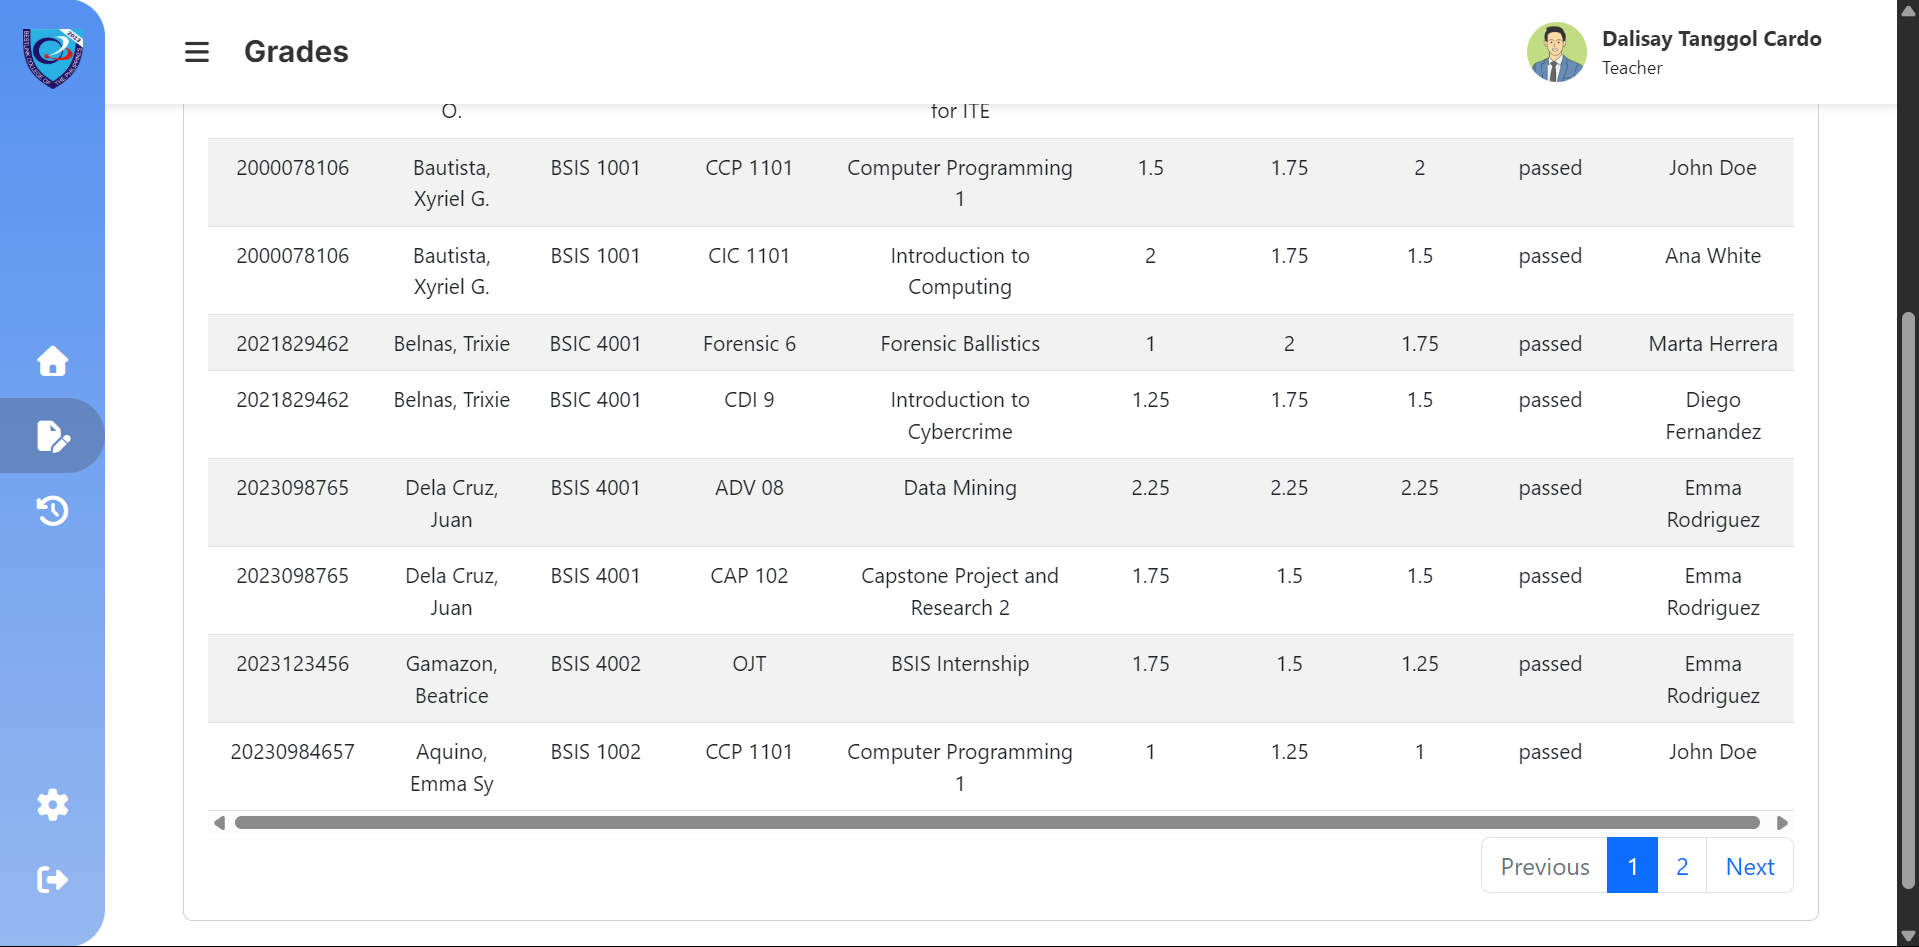 2013
BESTLINK COLLEGE OF THE PHILIPPINES
Grades
Dalisay Tanggol Cardo
Teacher
O. for ITE
2000078106 Bautista, BSIS 1001 CCP 1101 Computer Programming 1.5 1.75 2 passed John Doe
Xyriel G. 1
2000078106 Bautista, BSIS 1001 CIC 1101 Introduction to 2 1.75 1.5 passed Ana White
Xyriel G. Computing
2021829462 Belnas, Trixie BSIC 4001 Forensic 6 Forensic Ballistics 1 2 1.75 passed Marta Herrera
2021829462 Belnas, Trixie BSIC 4001 CDI 9 Introduction to 1.25 1.75 1.5 passed Diego
Cybercrime Fernandez
2023098765 Dela Cruz, BSIS 4001 ADV 08 Data Mining 2.25 2.25 2.25 passed Emma
Juan Rodriguez
2023098765 Dela Cruz, BSIS 4001 CAP 102 Capstone Project and 1.75 1.5 1.5 passed Emma
Juan Research 2 Rodriguez
2023123456 Gamazon, BSIS 4002 OJT BSIS Internship 1.75 1.5 1.25 passed Emma
Beatrice Rodriguez
20230984657 Aquino, BSIS 1002 CCP 1101 Computer Programming 1 1.25 1 passed John Doe
Emma Sy 1
Previous 1 2 Next